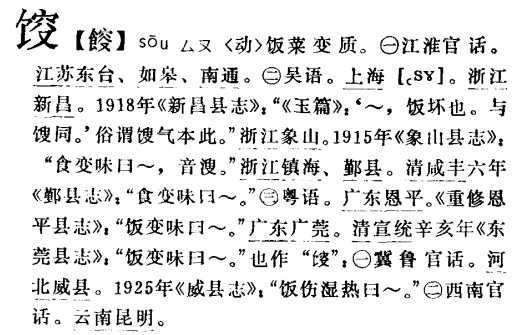 馊【餿】sōu ㄙㄡ〈动〉饭菜变质。㊀江淮官话。
江苏东台、如皋、南通。㊁吴语。上海[꜀sɤ]。浙江
新昌。1918年《新昌县志》：“《玉篇》：‘～，饭坏也。与
馊同。’俗谓馊气本此。”浙江象山。1915年《象山县志》：
“食变味曰～，音溲。”浙江镇海、鄞县。清咸丰六年
《鄞县志》：“食变味曰～。”㊂粤语。广东恩平。《重修恩
平县志》：“饭变味曰～。”广东广莞。清宣统辛亥年《东
莞县志》：“饭变味曰～。”也作“𩜇”：㊀冀鲁官话。河
北威县。1925年《威县志》：“饭伤湿热曰～。”㊁西南官
话。云南昆明。